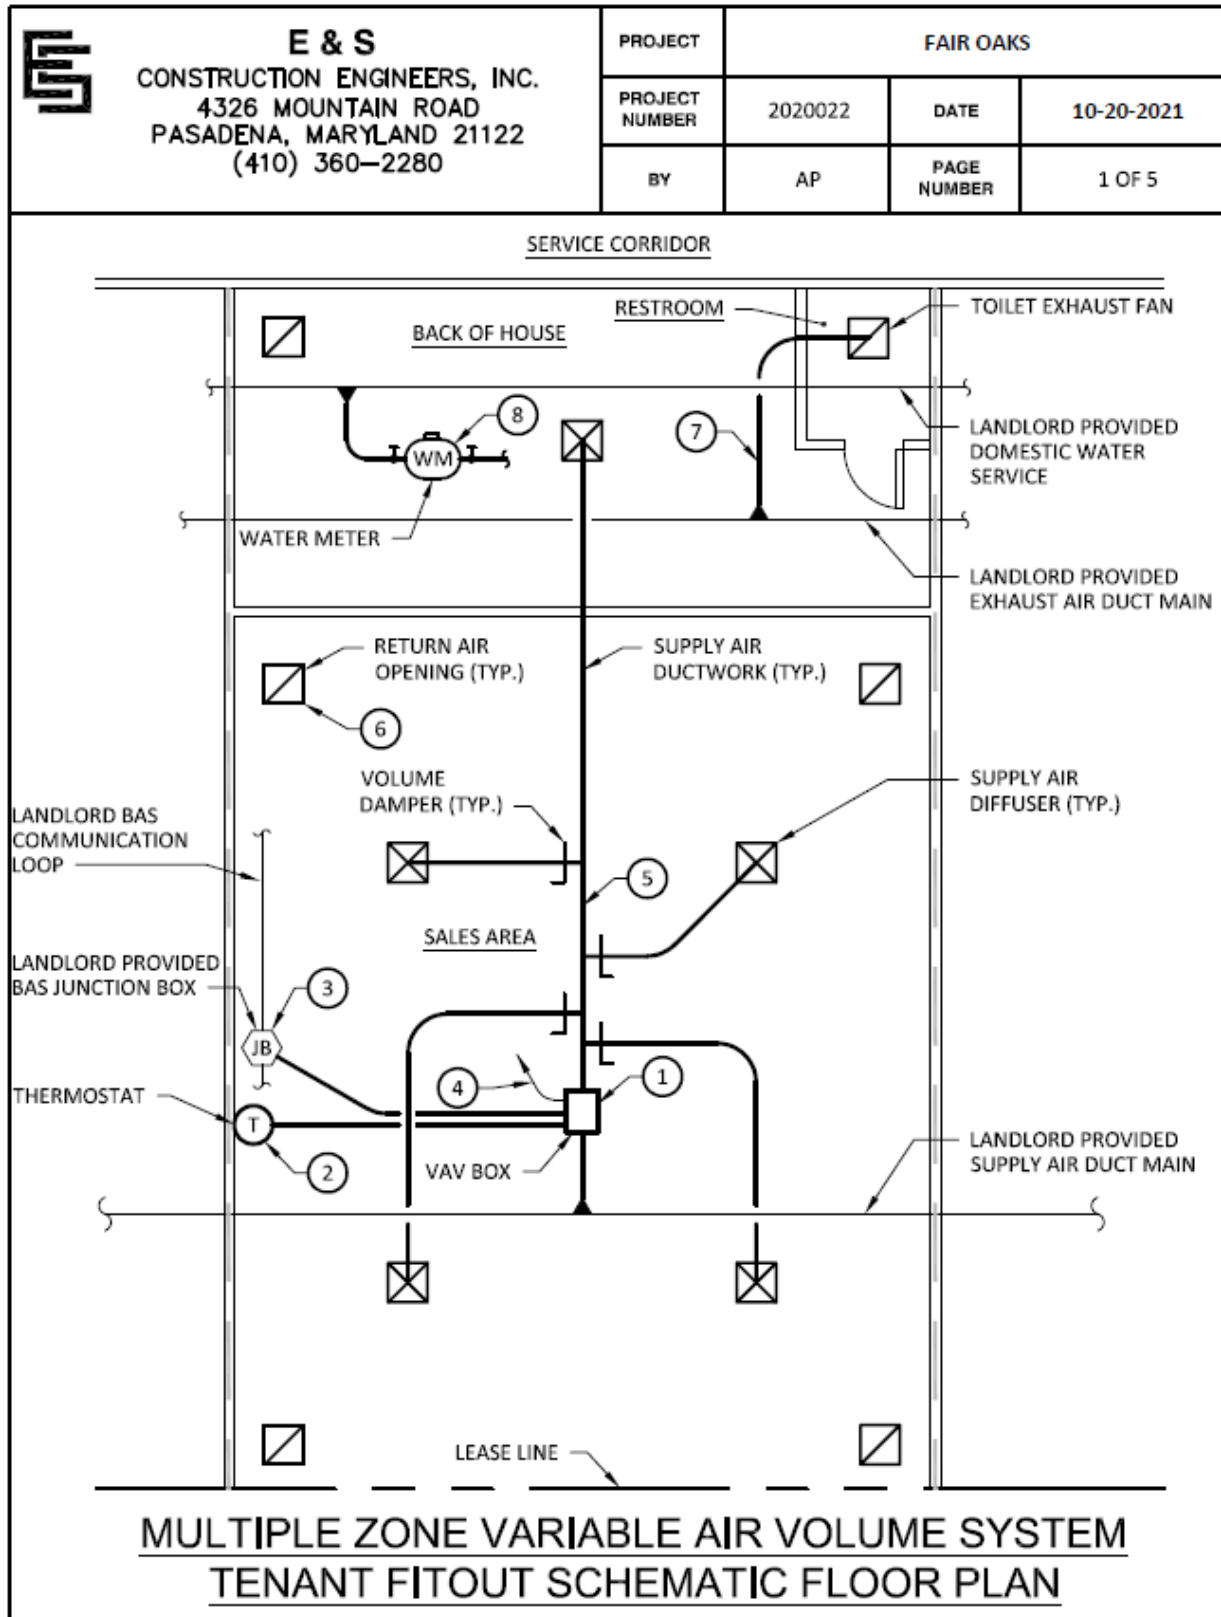 E & S
CONSTRUCTION ENGINEERS, INC.
4326 MOUNTAIN ROAD
PASADENA, MARYLAND 21122
(410) 360-2280
PROJECT
FAIR OAKS
PROJECT
NUMBER
2020022
DATE
10-20-2021
BY
AP
PAGE
NUMBER
1 OF 5
SERVICE CORRIDOR
RESTROOM
TOILET EXHAUST FAN
BACK OF HOUSE
8
7
WM
LANDLORD PROVIDED
DOMESTIC WATER
SERVICE
WATER METER
LANDLORD PROVIDED
EXHAUST AIR DUCT MAIN
RETURN AIR
OPENING (TYP.)
SUPPLY AIR
DUCTWORK (TYP.)
6
VOLUME
DAMPER (TYP.)
SUPPLY AIR
DIFFUSER (TYP.)
LANDLORD BAS
COMMUNICATION
LOOP
5
SALES AREA
LANDLORD PROVIDED
BAS JUNCTION BOX
3
JB
4
1
THERMOSTAT
T
2
VAV BOX
LANDLORD PROVIDED
SUPPLY AIR DUCT MAIN
LEASE LINE
MULTIPLE ZONE VARIABLE AIR VOLUME SYSTEM
TENANT FITOUT SCHEMATIC FLOOR PLAN